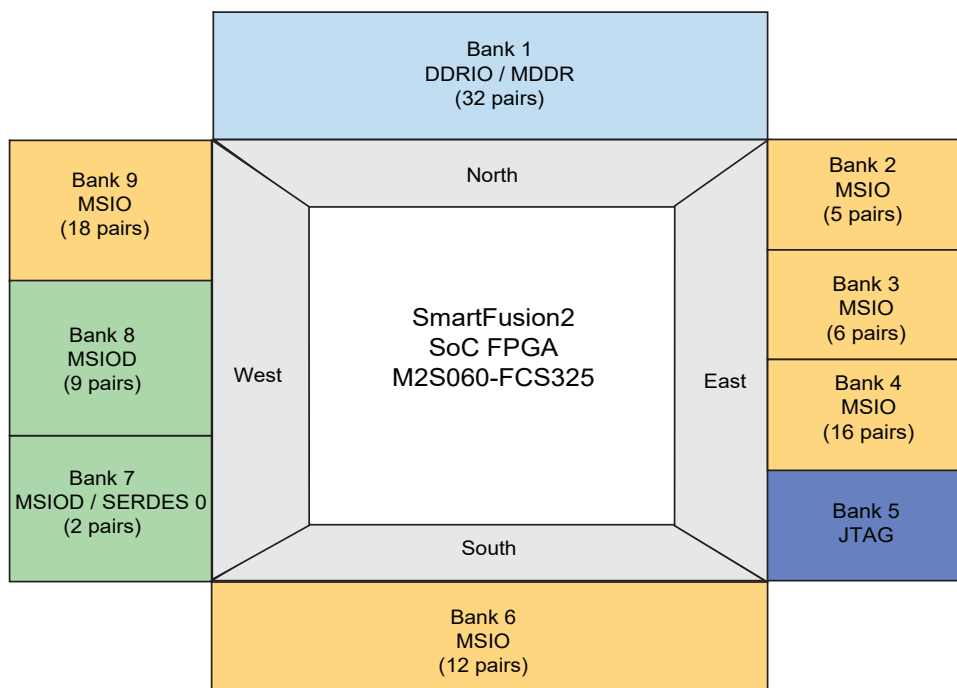 Bank 1
DDRIO / MDDR
(32 pairs)
Bank 9
MSIO
(18 pairs)
North
Bank 2
MSIO
(5 pairs)
Bank 8
MSIOD
(9 pairs)
West
SmartFusion2
SoC FPGA
M2S060-FCS325
East
Bank 3
MSIO
(6 pairs)
Bank 4
MSIO
(16 pairs)
Bank 7
MSIOD / SERDES 0
(2 pairs)
South
Bank 5
JTAG
Bank 6
MSIO
(12 pairs)